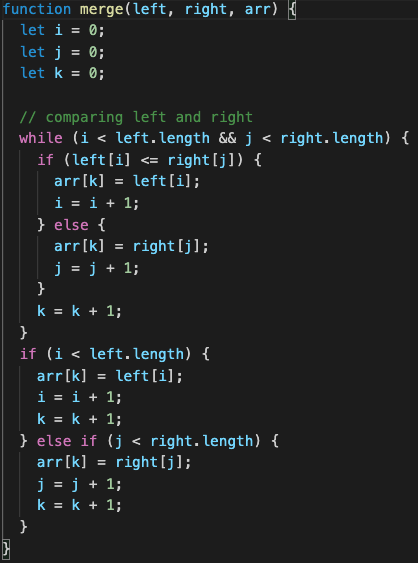 function merge(left, right, arr) {
  let i = 0;
  let j = 0;
  let k = 0;

  // comparing left and right
  while (i < left.length && j < right.length) {
    if (left[i] <= right[j]) {
      arr[k] = left[i];
      i = i + 1;
    } else {
      arr[k] = right[j];
      j = j + 1;
    }
    k = k + 1;
  }
  if (i < left.length) {
    arr[k] = left[i];
    i = i + 1;
    k = k + 1;
  } else if (j < right.length) {
    arr[k] = right[j];
    j = j + 1;
    k = k + 1;
  }
}